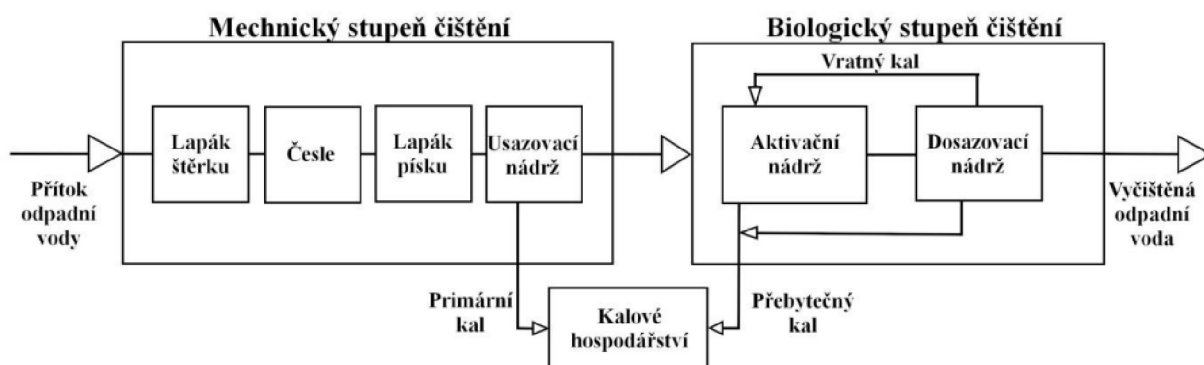 Mechnický stupeň čištění
Biologický stupeň čištění
Vratný kal
Lapák
štěrku
Česle
Lapák
písku
Usazovací
nádrž
Aktivační
nádrž
Dosazovací
nádrž
Přítok
odpadní
vody
Vyčištěná
odpadní
voda
Primární
kal
Kalové
hospodářství
Přebytečný
kal